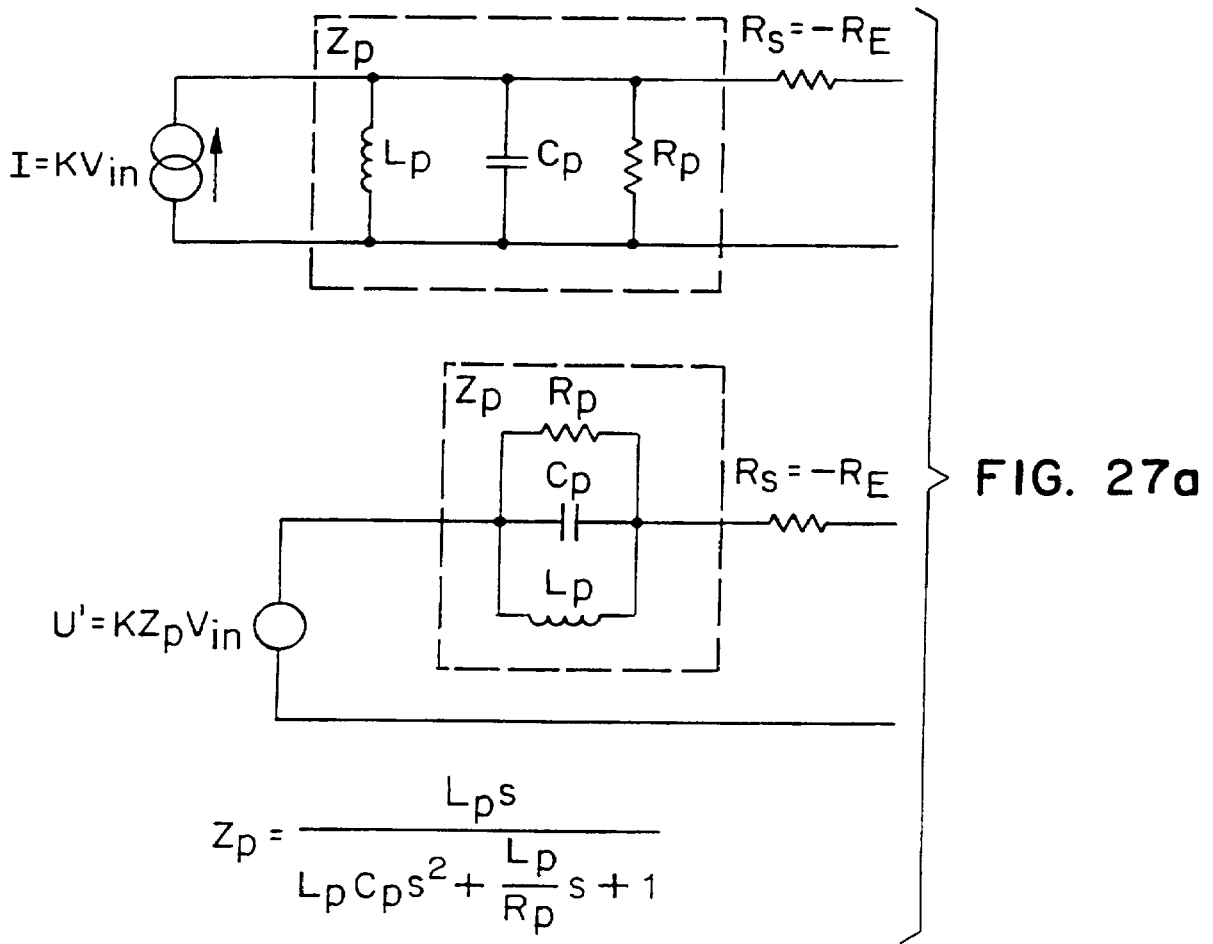 Zp
Rs=-RE
I=KVin
Lp
Cp
Rp
Zp
Rp
Cp
Lp
Rs=-RE
U'=KZpVin
FIG. 27a
Zp = Lps
LpCps² + Lp/Rp s + 1